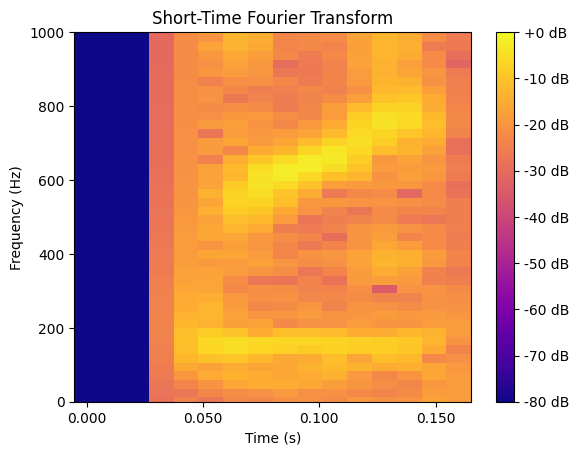 Short-Time Fourier Transform
1000
800
600
400
200
0
Frequency (Hz)
0.000
0.050
0.100
0.150
Time (s)
+0 dB
-10 dB
-20 dB
-30 dB
-40 dB
-50 dB
-60 dB
-70 dB
-80 dB